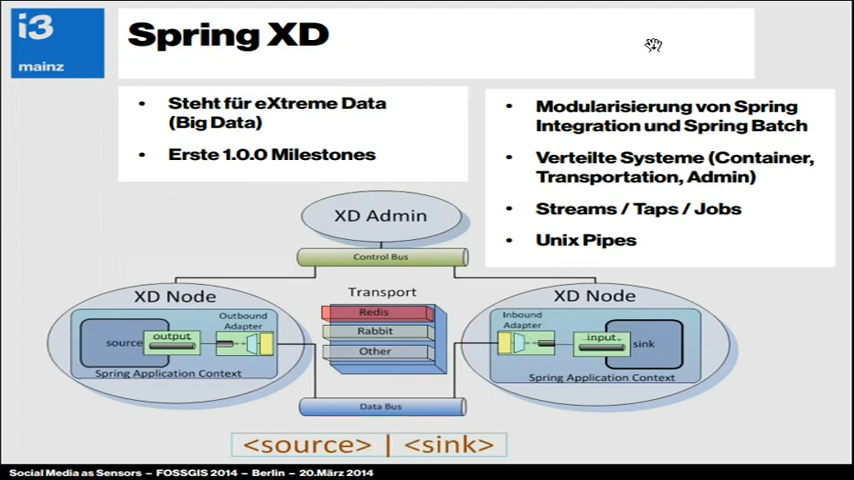 i3
mainz
Spring XD
• Steht für eXtreme Data
(Big Data)
• Erste 1.0.0 Milestones
• Modularisierung von Spring
Integration und Spring Batch
• Verteilte Systeme (Container,
Transportation, Admin)
• Streams / Taps / Jobs
• Unix Pipes
XD Admin
Control Bus
XD Node
source
output
Outbound
Adapter
Spring Application Context
Transport
Redis
Rabbit
Other
XD Node
Inbound
Adapter
input
sink
Spring Application Context
Data Bus
<source> | <sink>
Social Media as Sensors – FOSSGIS 2014 – Berlin – 20.März 2014